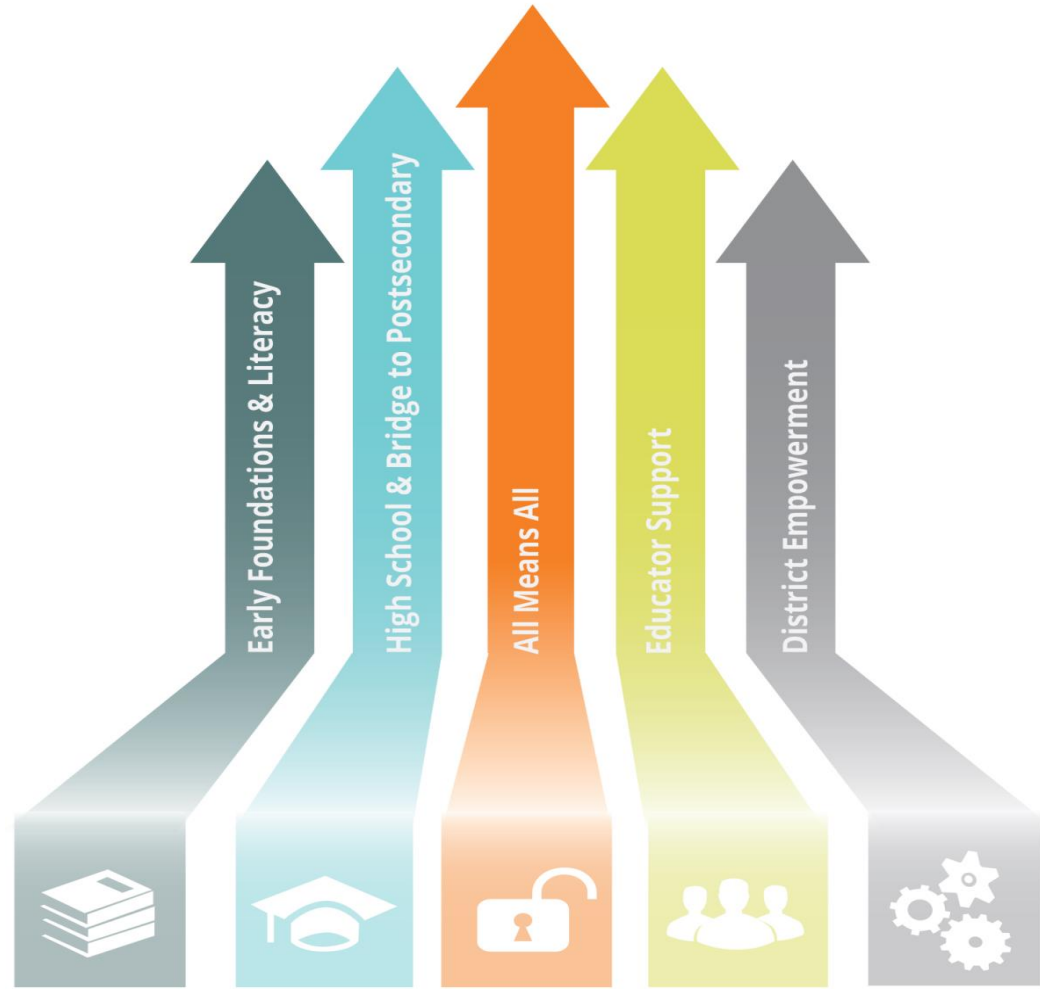 Early Foundations & Literacy
High School & Bridge to Postsecondary
All Means All
Educator Support
District Empowerment